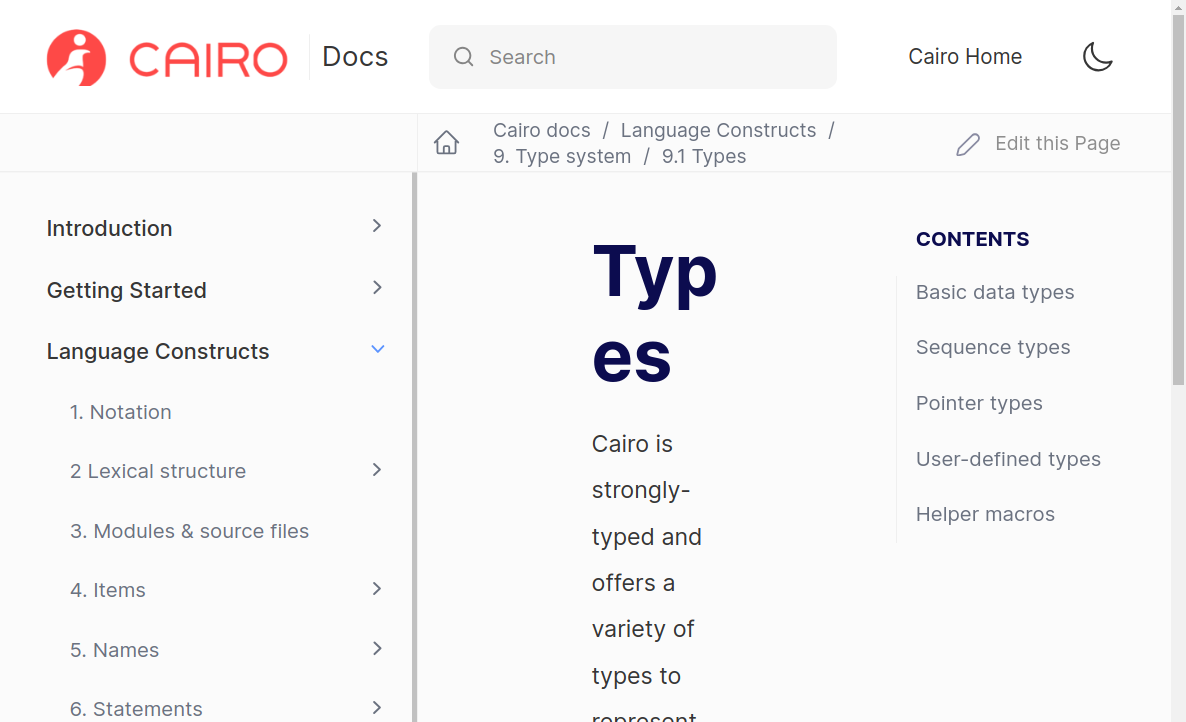 CAIRO Docs
Search
Cairo Home
Cairo docs / Language Constructs /
9. Type system / 9.1 Types
Edit this Page
Introduction
Getting Started
Language Constructs
1. Notation
2 Lexical structure
3. Modules & source files
4. Items
5. Names
6. Statements
Typ
es
Cairo is
strongly-
typed and
offers a
variety of
types to
represent
CONTENTS
Basic data types
Sequence types
Pointer types
User-defined types
Helper macros